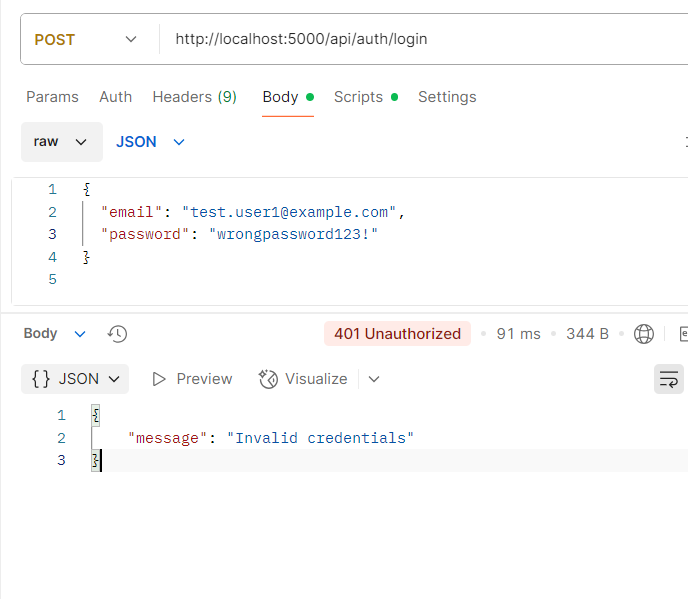 POST http://localhost:5000/api/auth/login
Params Auth Headers (9) Body Scripts Settings
raw JSON
1 {
2 "email": "test.user1@example.com",
3 "password": "wrongpassword123!"
4 }
5
Body 401 Unauthorized 91 ms 344 B
{} JSON Preview Visualize
1 {
2 "message": "Invalid credentials"
3 }